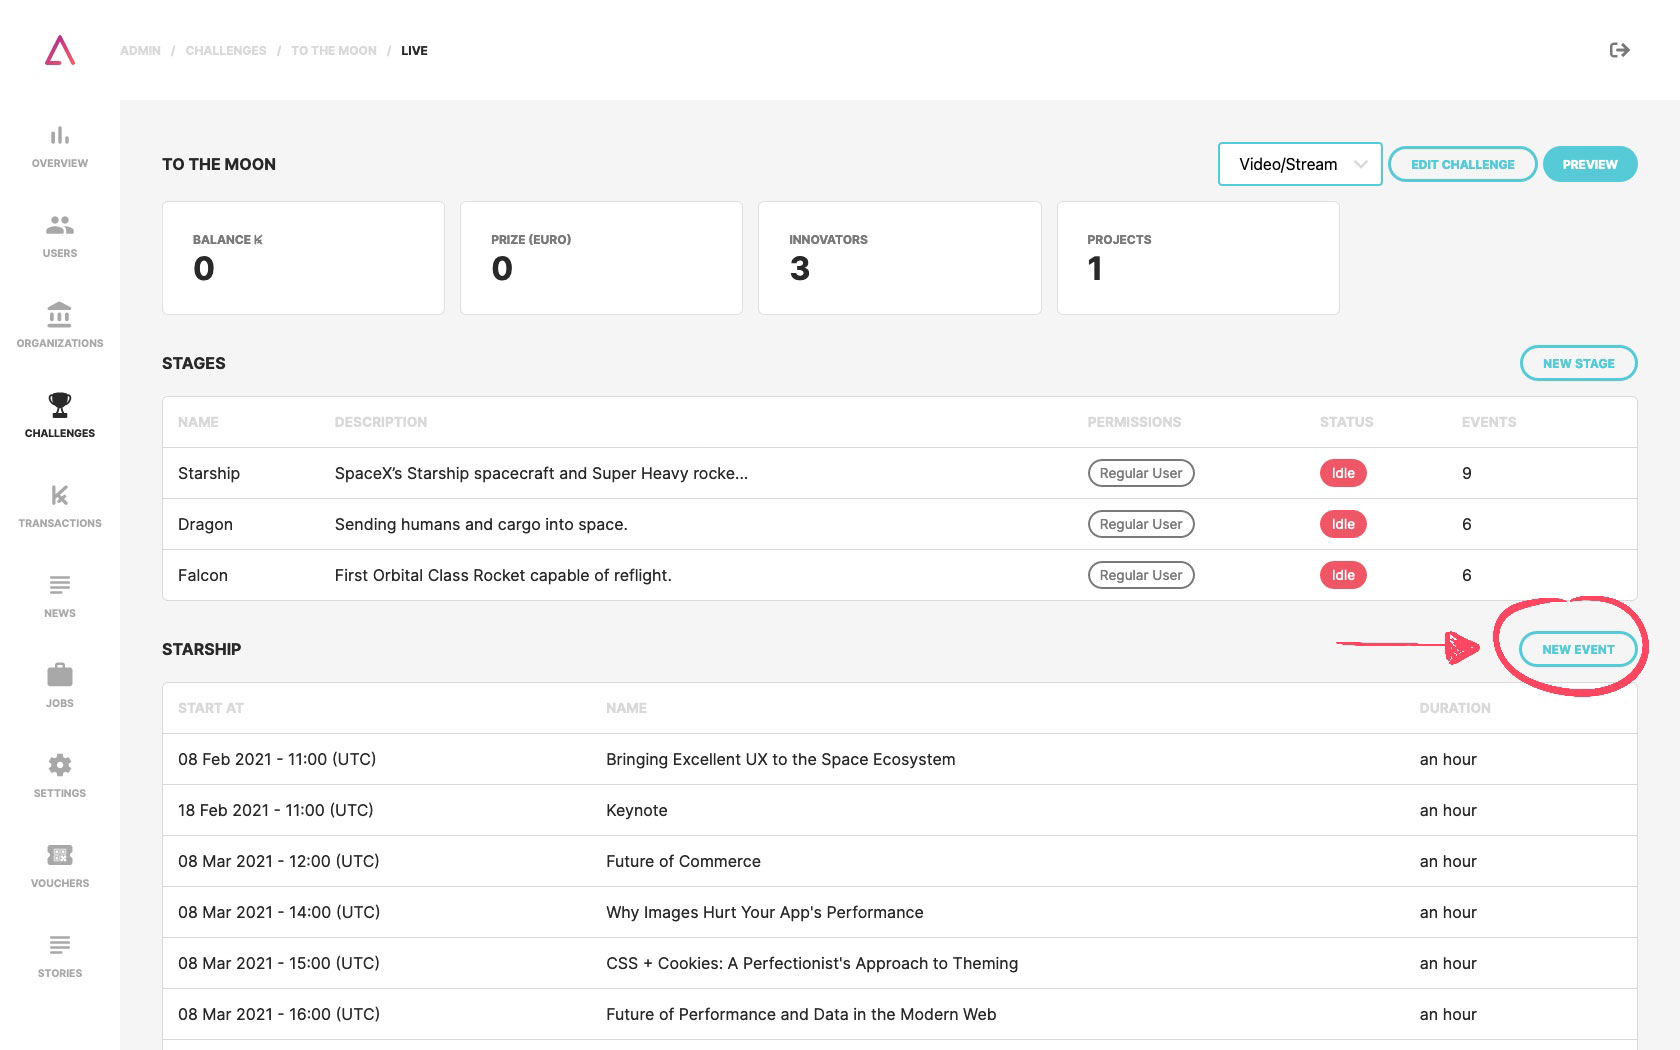 ADMIN / CHALLENGES / TO THE MOON / LIVE
OVERVIEW
USERS
ORGANIZATIONS
CHALLENGES
TRANSACTIONS
NEWS
JOBS
SETTINGS
VOUCHERS
STORIES
TO THE MOON
Video/Stream
EDIT CHALLENGE
PREVIEW
BALANCE K
0
PRIZE (EURO)
0
INNOVATORS
3
PROJECTS
1
STAGES
NEW STAGE
NAME DESCRIPTION PERMISSIONS STATUS EVENTS
Starship SpaceX’s Starship spacecraft and Super Heavy rocke... Regular User Idle 9
Dragon Sending humans and cargo into space. Regular User Idle 6
Falcon First Orbital Class Rocket capable of reflight. Regular User Idle 6
STARSHIP
NEW EVENT
START AT NAME DURATION
08 Feb 2021 - 11:00 (UTC) Bringing Excellent UX to the Space Ecosystem an hour
18 Feb 2021 - 11:00 (UTC) Keynote an hour
08 Mar 2021 - 12:00 (UTC) Future of Commerce an hour
08 Mar 2021 - 14:00 (UTC) Why Images Hurt Your App's Performance an hour
08 Mar 2021 - 15:00 (UTC) CSS + Cookies: A Perfectionist's Approach to Theming an hour
08 Mar 2021 - 16:00 (UTC) Future of Performance and Data in the Modern Web an hour